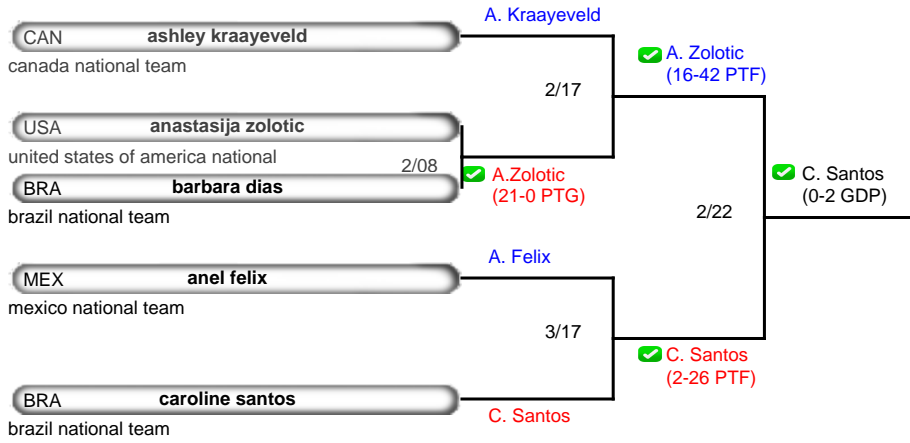 A. Kraayeveld
CAN ashley kraayeveld
canada national team
A. Zolotic
(16-42 PTF)
2/17
USA anastasija zolotic
united states of america national
2/08
A.Zolotic
(21-0 PTG)
BRA barbara dias
brazil national team
C. Santos
(0-2 GDP)
2/22
A. Felix
MEX anel felix
mexico national team
3/17
C. Santos
(2-26 PTF)
BRA caroline santos
C. Santos
brazil national team